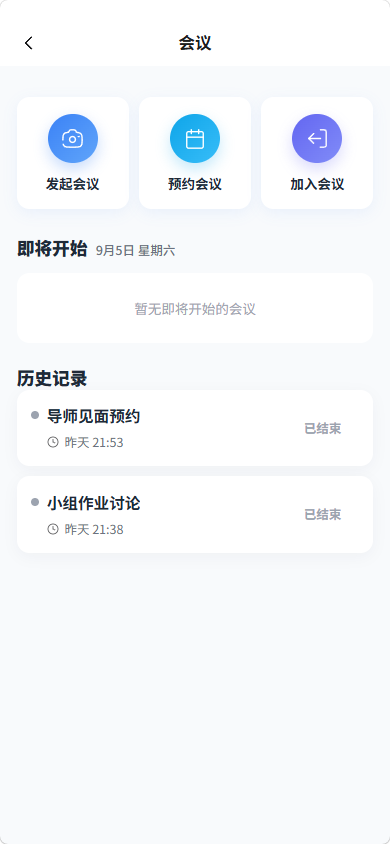 会议
发起会议
预约会议
加入会议
即将开始 9月5日 星期六
暂无即将开始的会议
历史记录
导师见面预约
昨天 21:53
已结束
小组作业讨论
昨天 21:38
已结束